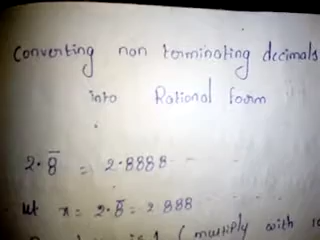 Converting non terminating decimals
into Rational form
2.8̅ = 2.8888 - - - -
let x = 2.8̅ = 2.888
(multiply with